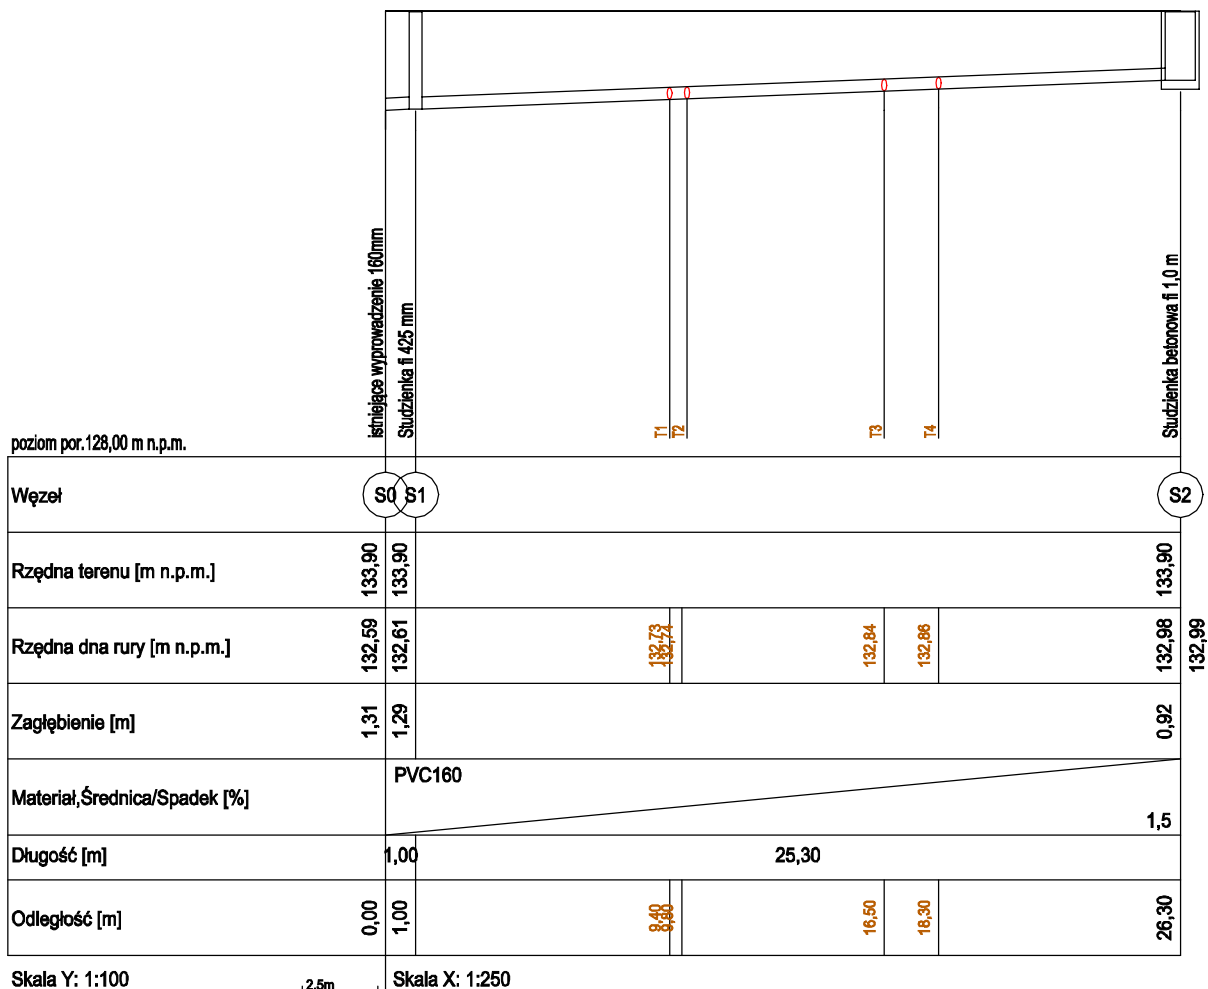 istniejące wyprowadzenie 160mm
Studzienka fi 425 mm
T1
T2
T3
T4
Studzienka betonowa fi 1,0 m
poziom por.128,00 m n.p.m.
Węzeł S0 S1 S2
Rzędna terenu [m n.p.m.] 133,90 133,90 133,90
Rzędna dna rury [m n.p.m.] 132,59 132,61 132,73 132,74 132,84 132,86 132,98 132,99
Zagłębienie [m] 1,31 1,29 0,92
PVC160
Materiał,Średnica/Spadek [%]
1,5
Długość [m] 1,00 25,30
Odległość [m] 0,00 1,00 9,40 9,80 16,50 18,30 26,30
Skala Y: 1:100 2.5m Skala X: 1:250